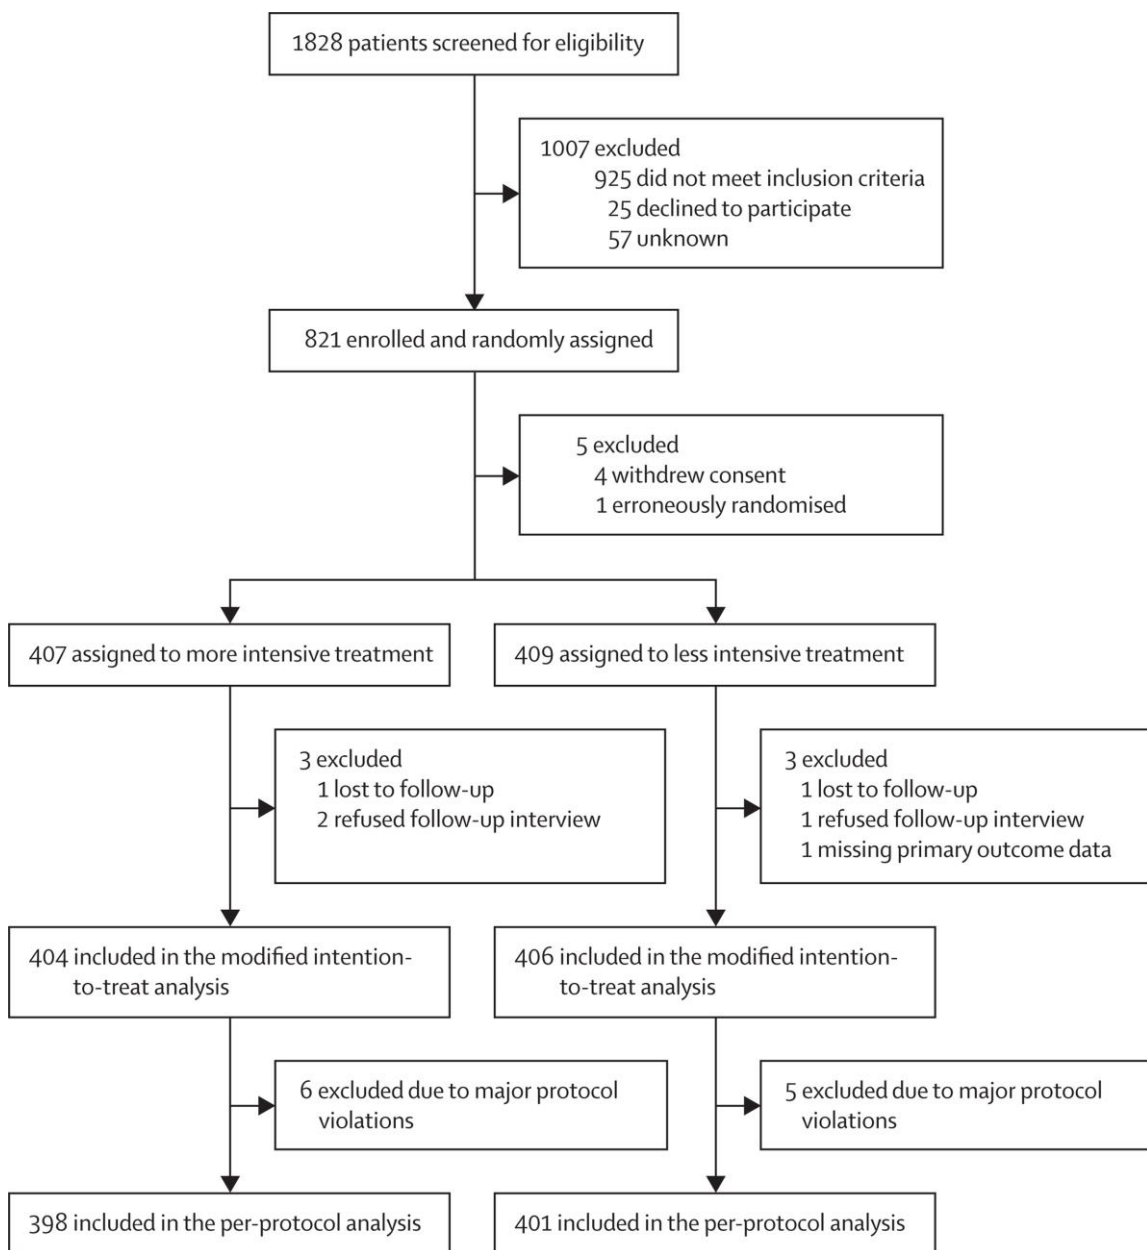 1828 patients screened for eligibility
1007 excluded
925 did not meet inclusion criteria
25 declined to participate
57 unknown
821 enrolled and randomly assigned
5 excluded
4 withdrew consent
1 erroneously randomised
407 assigned to more intensive treatment
409 assigned to less intensive treatment
3 excluded
1 lost to follow-up
2 refused follow-up interview
3 excluded
1 lost to follow-up
1 refused follow-up interview
1 missing primary outcome data
404 included in the modified intention-
to-treat analysis
406 included in the modified intention-
to-treat analysis
6 excluded due to major protocol
violations
5 excluded due to major protocol
violations
398 included in the per-protocol analysis
401 included in the per-protocol analysis